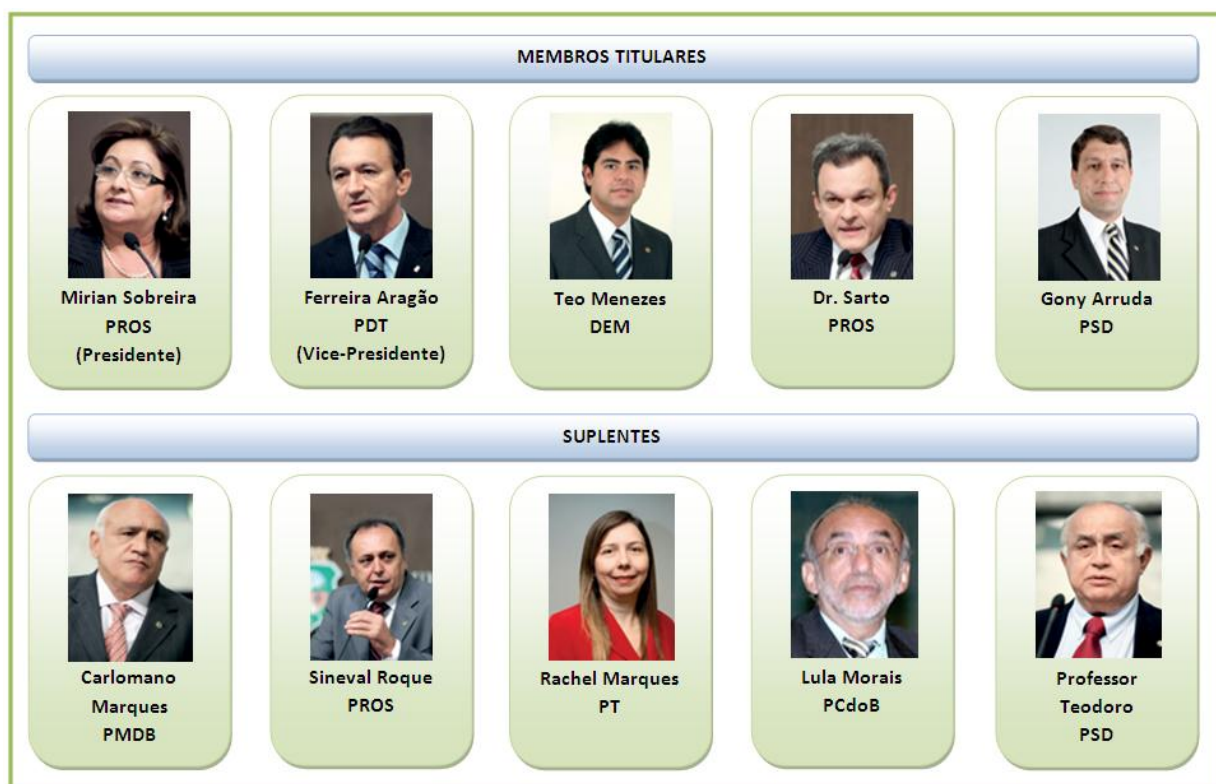 MEMBROS TITULARES
Mirian Sobreira
PROS
(Presidente)
Ferreira Aragão
PDT
(Vice-Presidente)
Teo Menezes
DEM
Dr. Sarto
PROS
Gony Arruda
PSD
SUPLENTES
Carlomano
Marques
PMDB
Sineval Roque
PROS
Rachel Marques
PT
Lula Morais
PCdoB
Professor
Teodoro
PSD